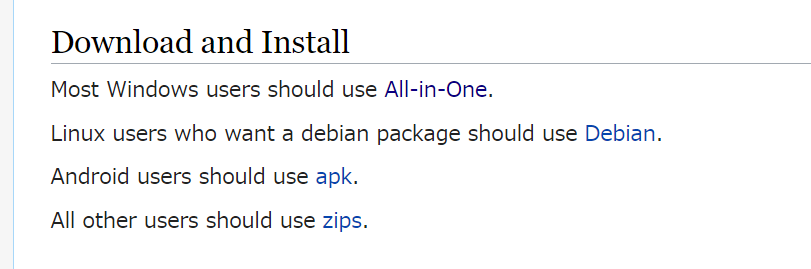 Download and Install
Most Windows users should use All-in-One.
Linux users who want a debian package should use Debian.
Android users should use apk.
All other users should use zips.